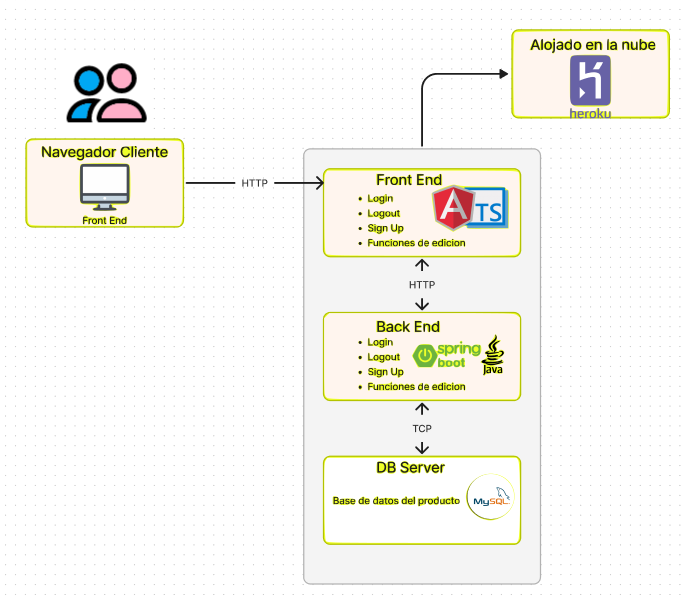 Alojado en la nube
heroku
Navegador Cliente
Front End
HTTP
Front End
Login
Logout
Sign Up
Funciones de edicion
A
TS
HTTP
Back End
Login
Logout
Sign Up
Funciones de edicion
spring
boot
Java
TCP
DB Server
Base de datos del producto
MySQL